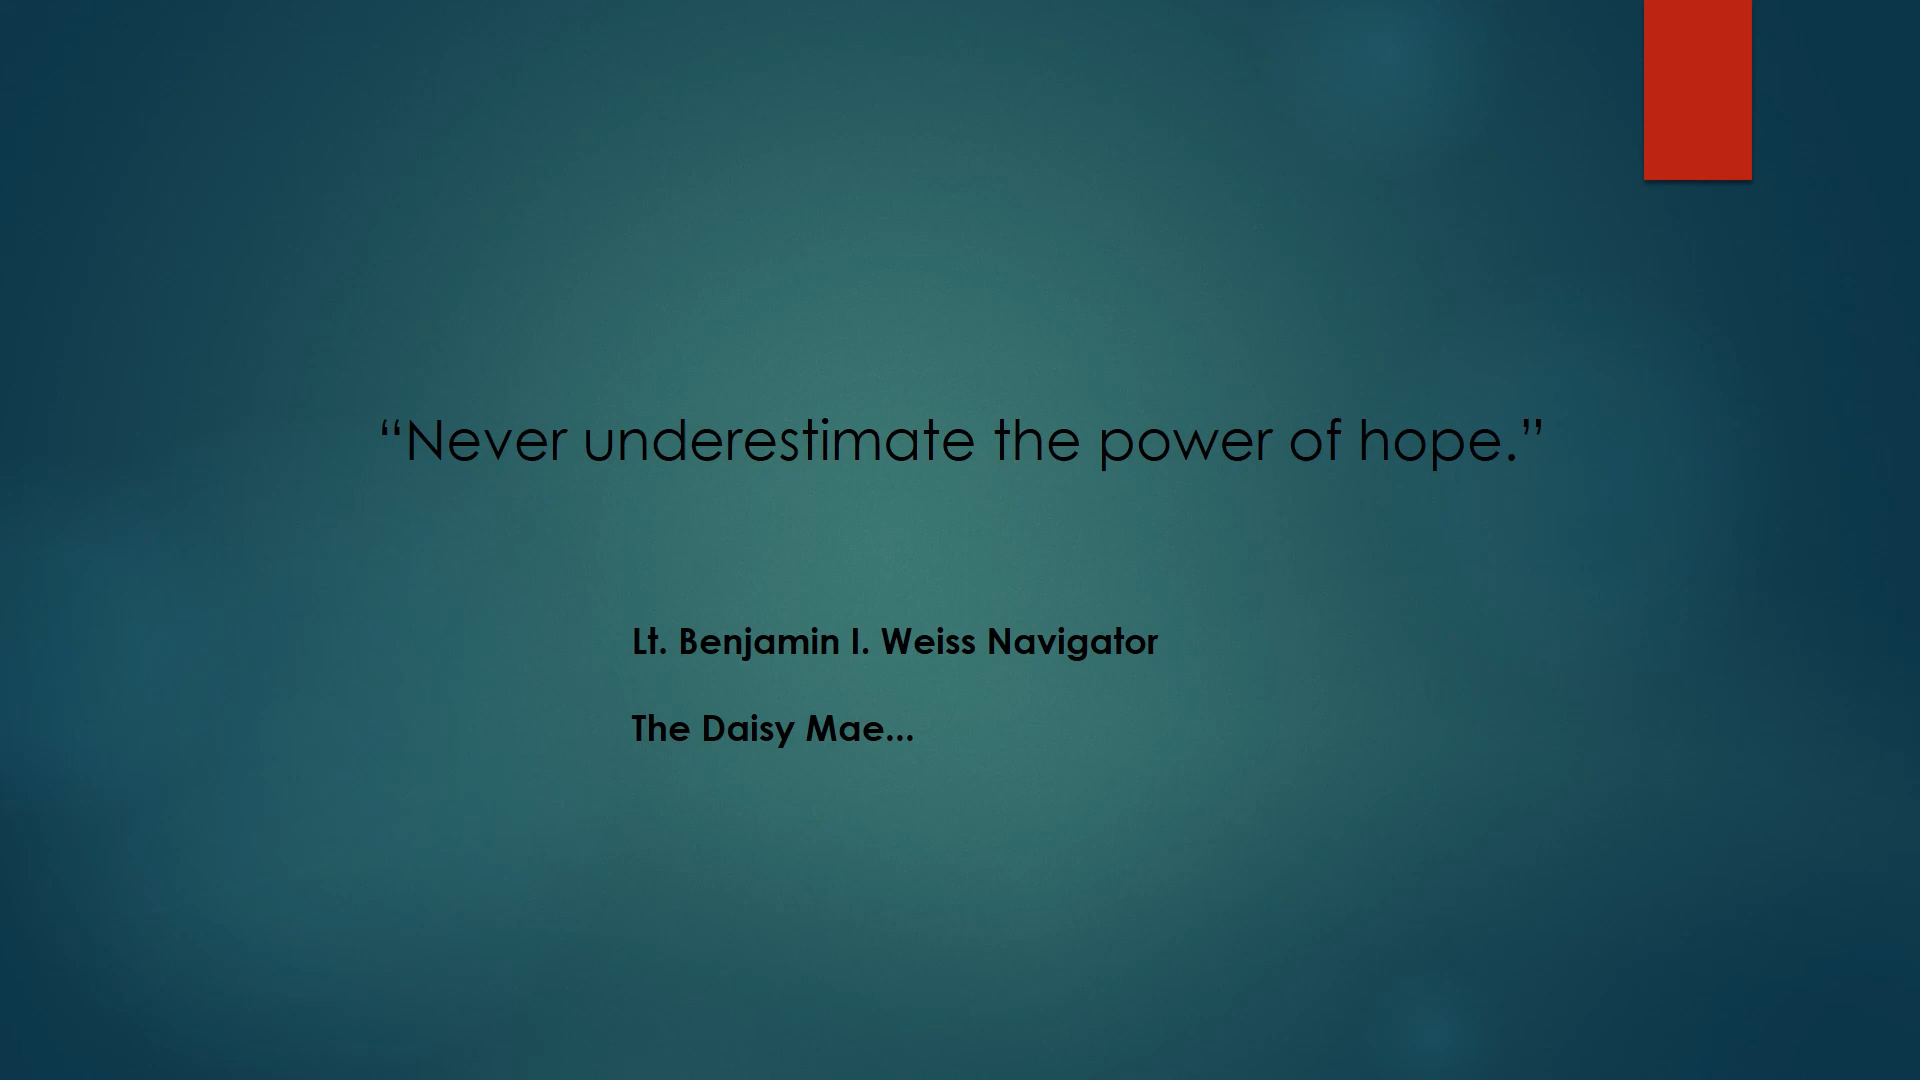 “Never underestimate the power of hope.”
Lt. Benjamin I. Weiss Navigator
The Daisy Mae...